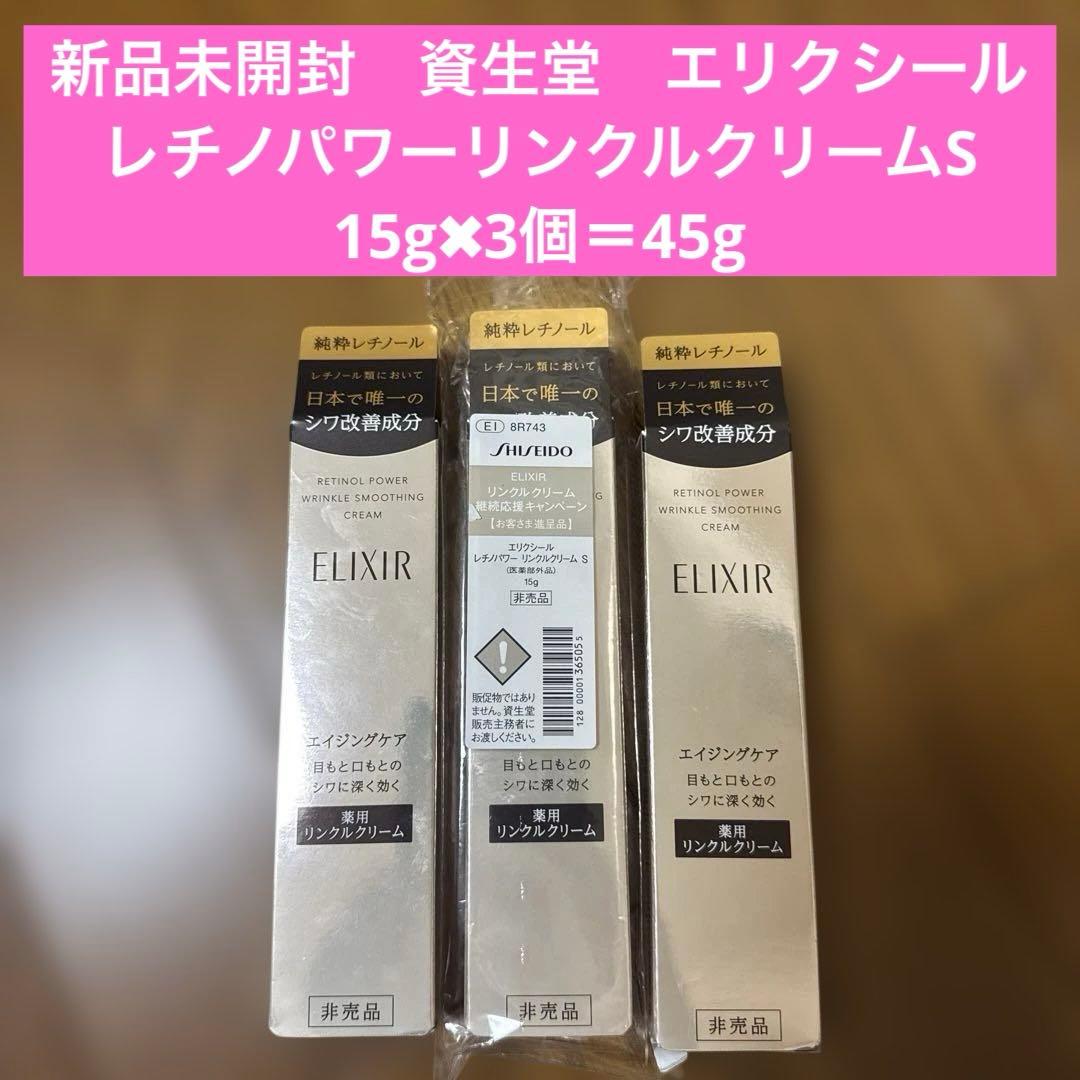 新品未開封　資生堂　エリクシール
レチノパワーリンクルクリームS
15g✖3個＝45g
純粋レチノール
レチノール類において
日本で唯一の
シワ改善成分
RETINOL POWER
WRINKLE SMOOTHING
CREAM
ELIXIR
エイジングケア
目もと口もとの
シワに深く効く
薬用
リンクルクリーム
非売品
純粋レチノール
レチノール類において
日本で唯一の
シワ改善成分
EI 8R743
SHISEIDO
ELIXIR
リンクルクリーム
継続応援キャンペーン
【お客さま進呈品】
エリクシール
レチノパワー リンクルクリーム S
（医薬部外品）
15g
非売品
販促物ではあり
ません。資生堂
販売主務者に
お渡しください。
128 00001 365055
目もと口もとの
シワに深く効く
薬用
リンクルクリーム
非売品
純粋レチノール
レチノール類において
日本で唯一の
シワ改善成分
RETINOL POWER
WRINKLE SMOOTHING
CREAM
ELIXIR
エイジングケア
目もと口もとの
シワに深く効く
薬用
リンクルクリーム
非売品